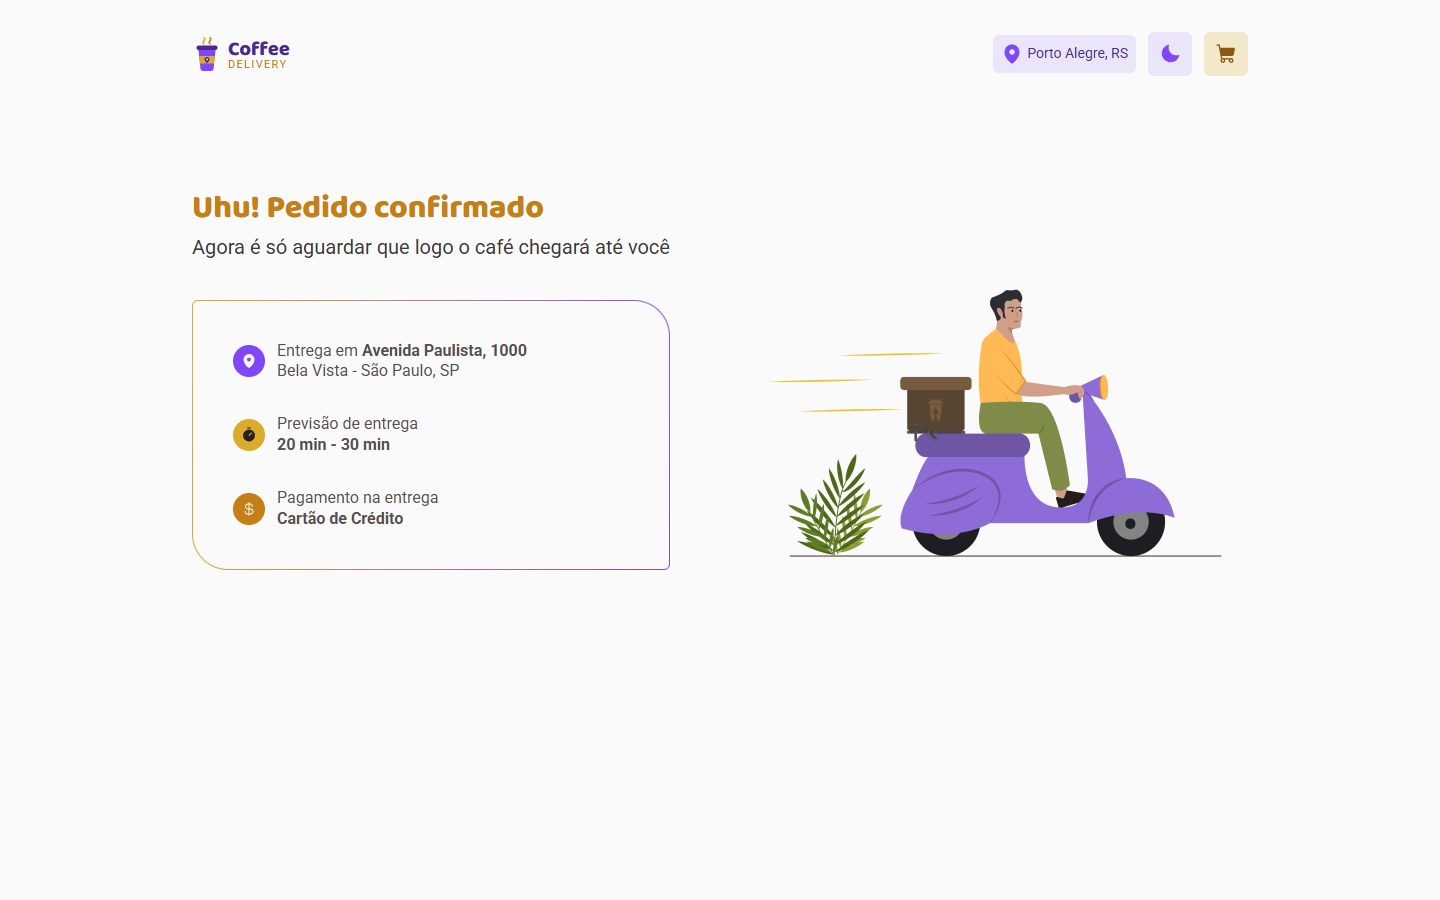 Coffee
DELIVERY
Porto Alegre, RS
Uhu! Pedido confirmado
Agora é só aguardar que logo o café chegará até você
Entrega em Avenida Paulista, 1000
Bela Vista - São Paulo, SP
Previsão de entrega
20 min - 30 min
Pagamento na entrega
Cartão de Crédito